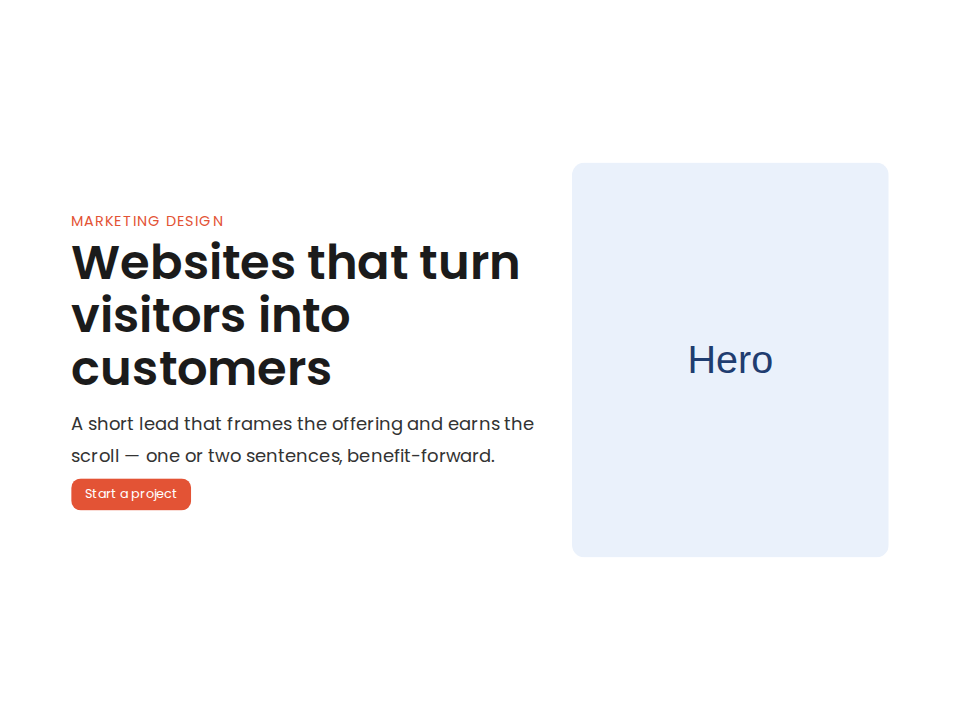 MARKETING DESIGN
Websites that turn
visitors into
customers
A short lead that frames the offering and earns the
scroll — one or two sentences, benefit-forward.
Start a project
Hero